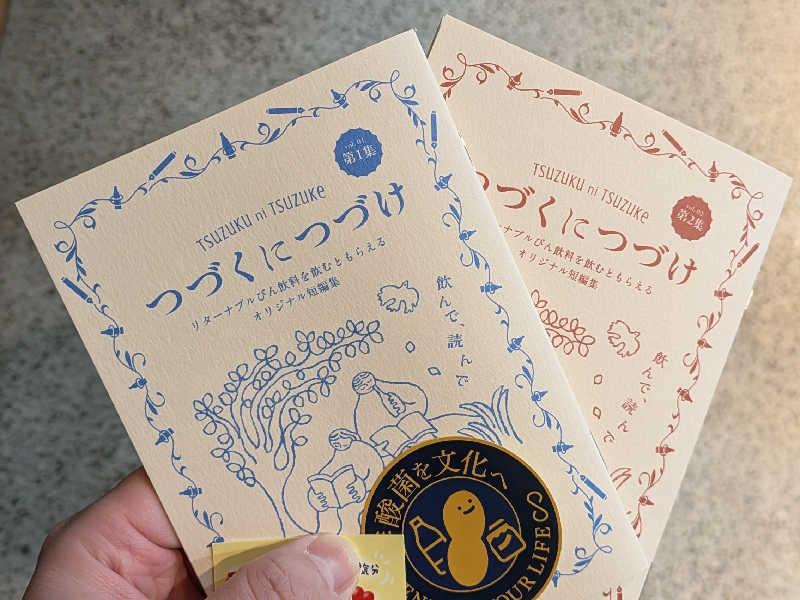 vol. 01
第1集
TSUZUKU ni TSUZUKe
つづくにつづけ
リターナブルびん飲料を飲むともらえる
オリジナル短編集
飲んで、読んで
酸菌を文化へ
YOUR LIFE
vol. 02
第2集
TSUZUKU ni TSUZUKe
つづくにつづけ
ターナブルびん飲料を飲むともらえる
オリジナル短編集
飲んで、読んで